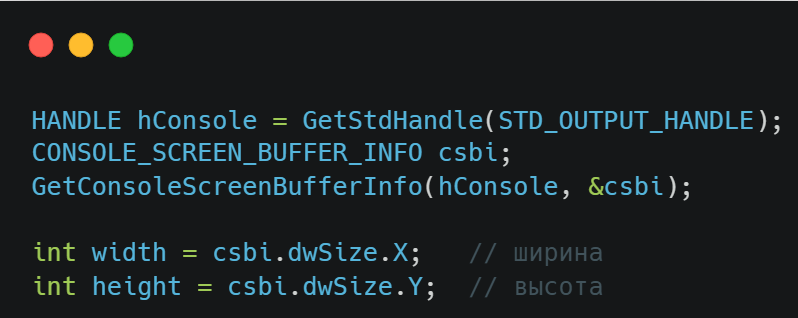 HANDLE hConsole = GetStdHandle(STD_OUTPUT_HANDLE);
CONSOLE_SCREEN_BUFFER_INFO csbi;
GetConsoleScreenBufferInfo(hConsole, &csbi);
int width = csbi.dwSize.X;   // ширина
int height = csbi.dwSize.Y;  // высота